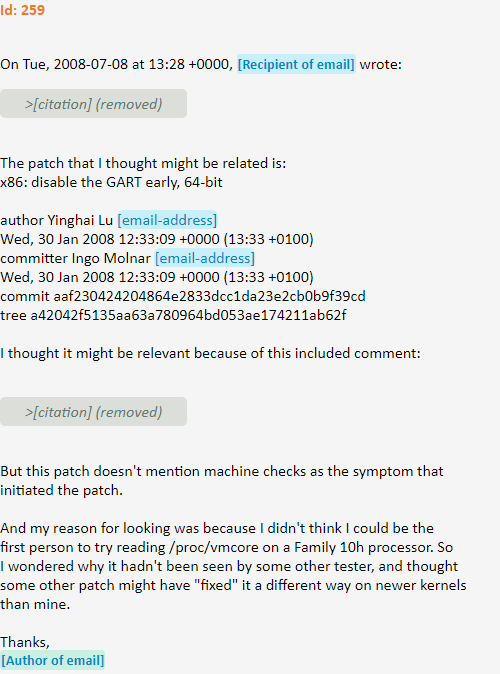 Id: 259
On Tue, 2008-07-08 at 13:28 +0000, [Recipient of email] wrote:
>[citation] (removed)
The patch that I thought might be related is:
x86: disable the GART early, 64-bit
author Yinghai Lu [email-address]
Wed, 30 Jan 2008 12:33:09 +0000 (13:33 +0100)
committer Ingo Molnar [email-address]
Wed, 30 Jan 2008 12:33:09 +0000 (13:33 +0100)
commit aaf230424204864e2833dcc1da23e2cb0b9f39cd
tree a42042f5135aa63a780964bd053ae174211ab62f
I thought it might be relevant because of this included comment:
>[citation] (removed)
But this patch doesn't mention machine checks as the symptom that
initiated the patch.
And my reason for looking was because I didn't think I could be the
first person to try reading /proc/vmcore on a Family 10h processor. So
I wondered why it hadn't been seen by some other tester, and thought
some other patch might have "fixed" it a different way on newer kernels
than mine.
Thanks,
[Author of email]